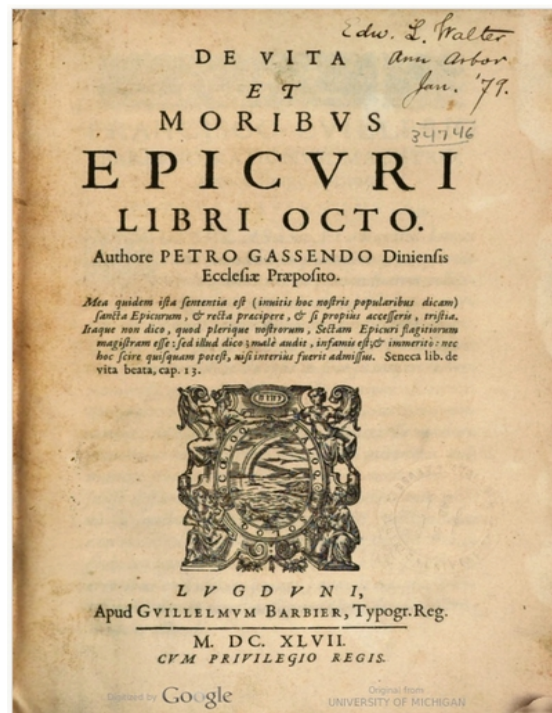 Edw. L. Walter
Ann Arbor
Jan. '79.
34746
DE VITA
ET
MORIBVS
EPICVRI
LIBRI OCTO.
Authore PETRO GASSENDO Diniensis
Ecclesiæ Præposito.
Mea quidem iſta ſententia eſt (inuitis hoc noſtris popularibus dicam)
ſancta Epicurum, & recta præcipere, & ſi propius acceſſeris, triſtia.
Itaque non dico, quod plerique noſtrorum, Sectam Epicuri flagitiorum
magiſtram eſſe: ſed illud dico; malè audit, infamis eſt; & immeritò: nec
hoc ſcire quiſquam poteſt, niſi interiùs fuerit admiſſus. Seneca lib. de
vita beata, cap. 13.
LVGDVNI,
Apud GVILLELMVM BARBIER, Typogr. Reg.
M. DC. XLVII.
CVM PRIVILEGIO REGIS.
Digitized by Google
Original from
UNIVERSITY OF MICHIGAN